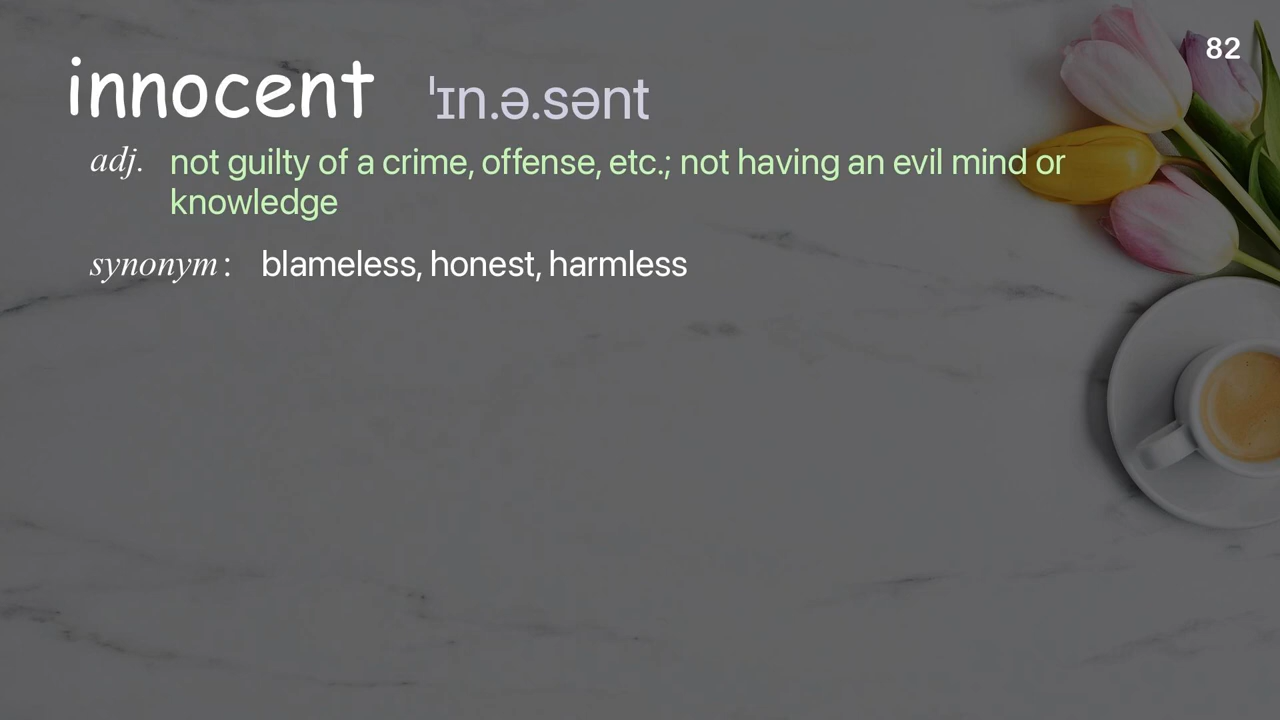 82
innocent ˈɪn.ə.sənt
adj. not guilty of a crime, offense, etc.; not having an evil mind or
knowledge
synonym : blameless, honest, harmless